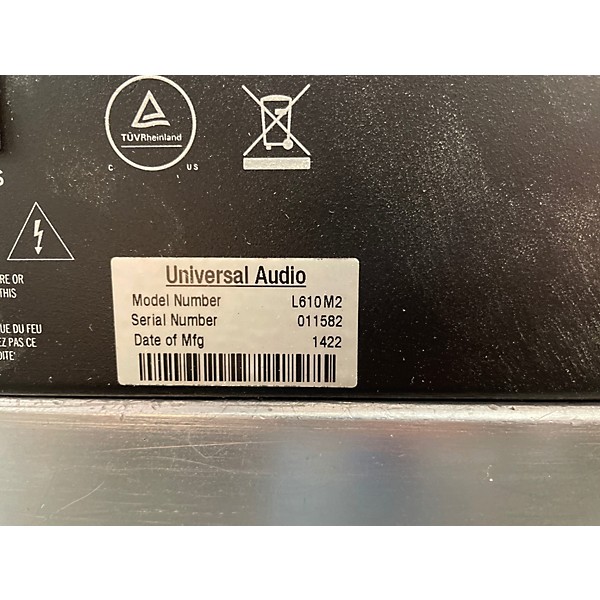 TÜVRheinland
C US
S
RE OR
THIS
UE DU FEU
EZ PAS CE
OITE'
Universal Audio
Model Number L610M2
Serial Number 011582
Date of Mfg 1422